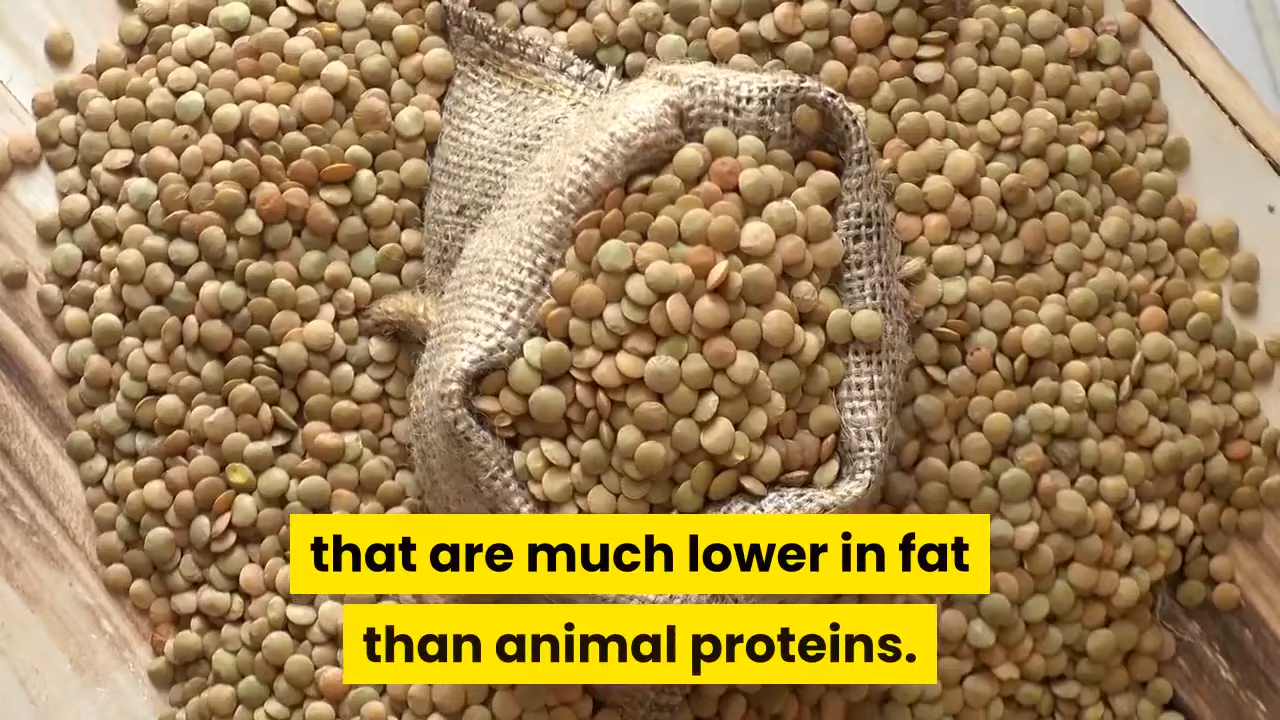 that are much lower in fat
than animal proteins.